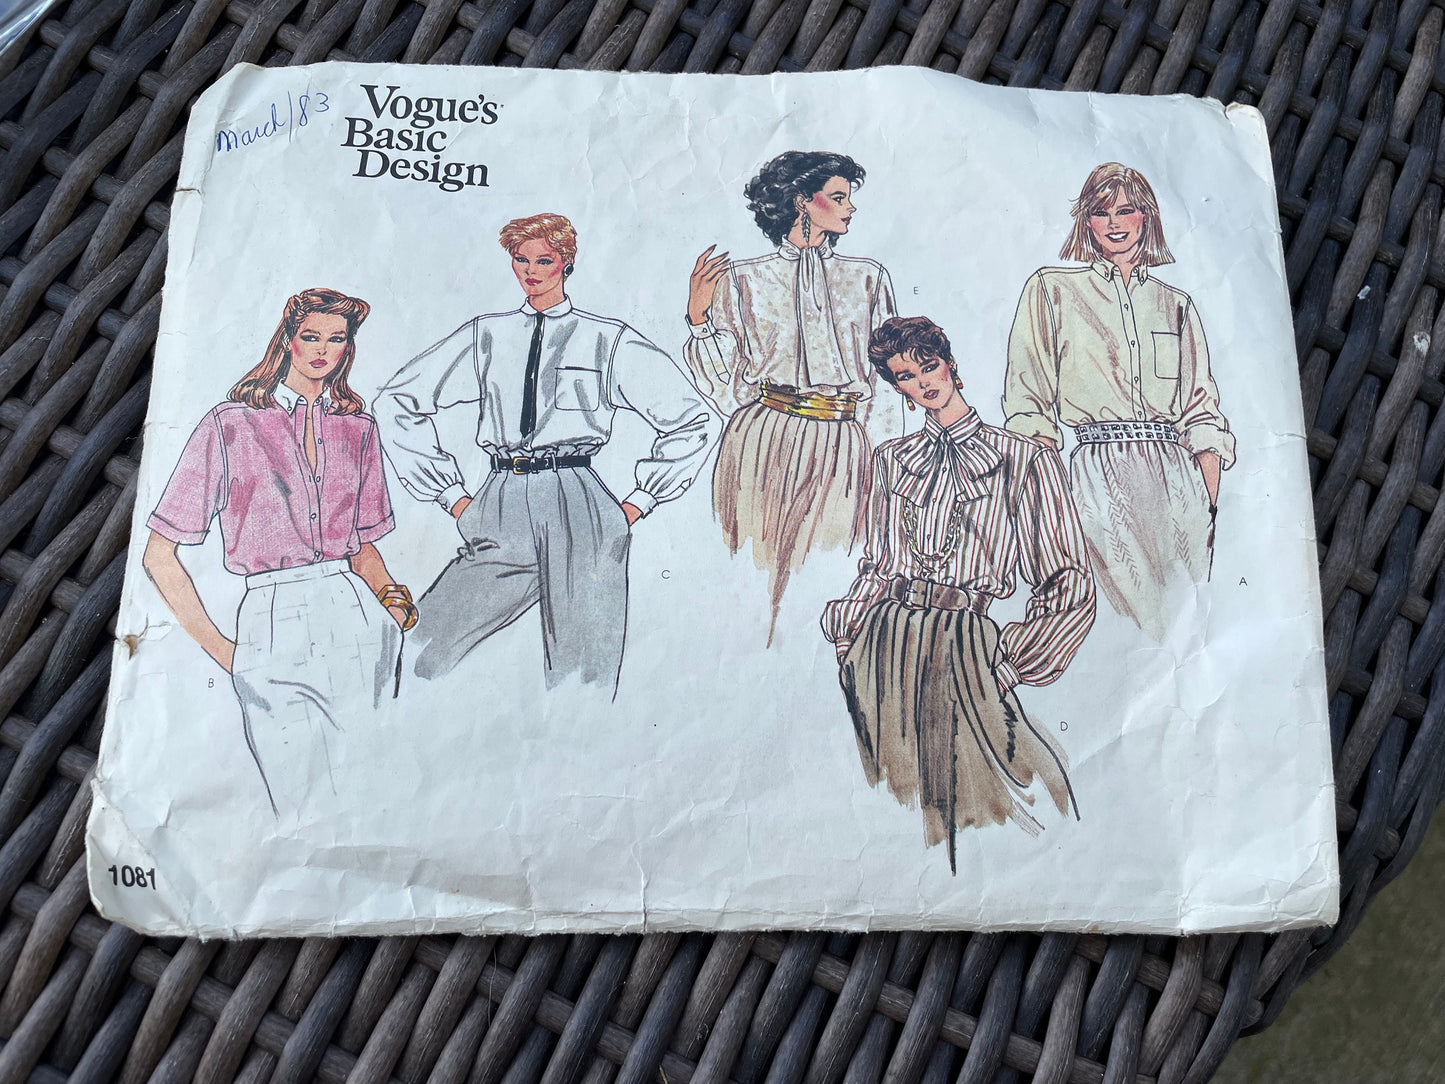 March/83
Vogue's
Basic
Design
E
C
A
B
D
1081